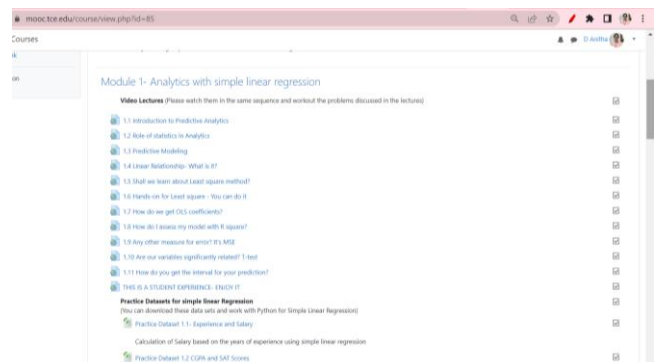 mooc.tce.edu/course/view.php?id=85
Courses
D.Anitha
Module 1- Analytics with simple linear regression
Video Lectures (Please watch them in the same sequence and workout the problems discussed in the lectures)
1.1 Introduction to Predictive Analytics
1.2 Role of statistics in Analytics
1.3 Predictive Modeling
1.4 Linear Relationship- What is it?
1.5 Shall we learn about Least square method?
1.6 Hands-on for Least square - You can do it
1.7 How do we get OLS coefficients?
1.8 How do I assess my model with R square?
1.9 Any other measure for error? It's MSE
1.10 Are our variables significantly related? T-test
1.11 How do you get the interval for your prediction?
THIS IS A STUDENT EXPERIENCE- ENJOY IT
Practice Datasets for simple linear Regression
(You can download these data sets and work with Python for Simple Linear Regression)
Practice Dataset 1.1- Experience and Salary
Calculation of Salary based on the years of experience using simple linear regression
Practice Dataset 1.2 CGPA and SAT Scores